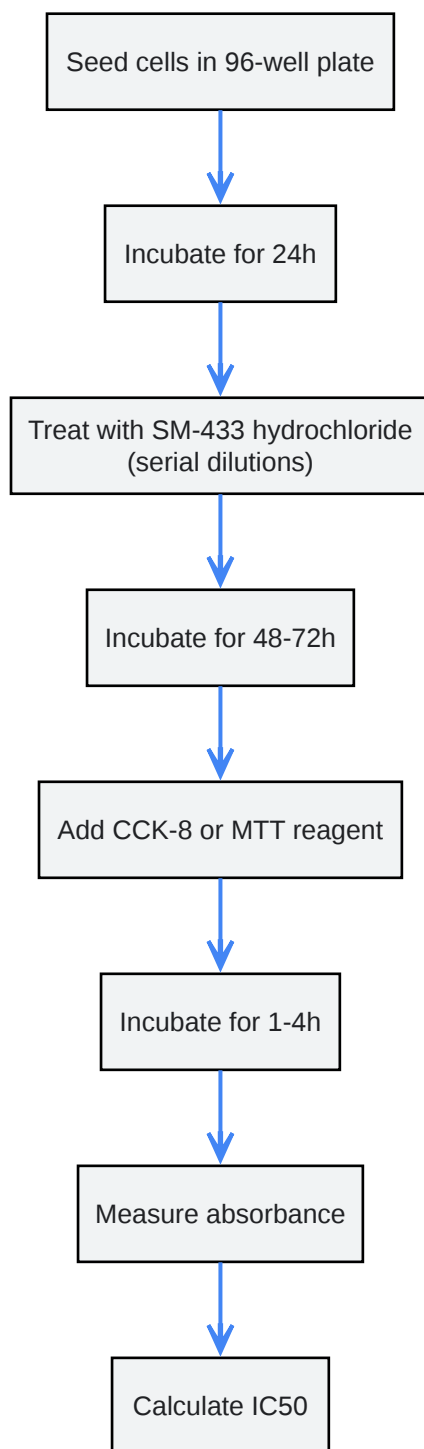 Seed cells in 96-well plate
Incubate for 24h
Treat with SM-433 hydrochloride
(serial dilutions)
Incubate for 48-72h
Add CCK-8 or MTT reagent
Incubate for 1-4h
Measure absorbance
Calculate IC50